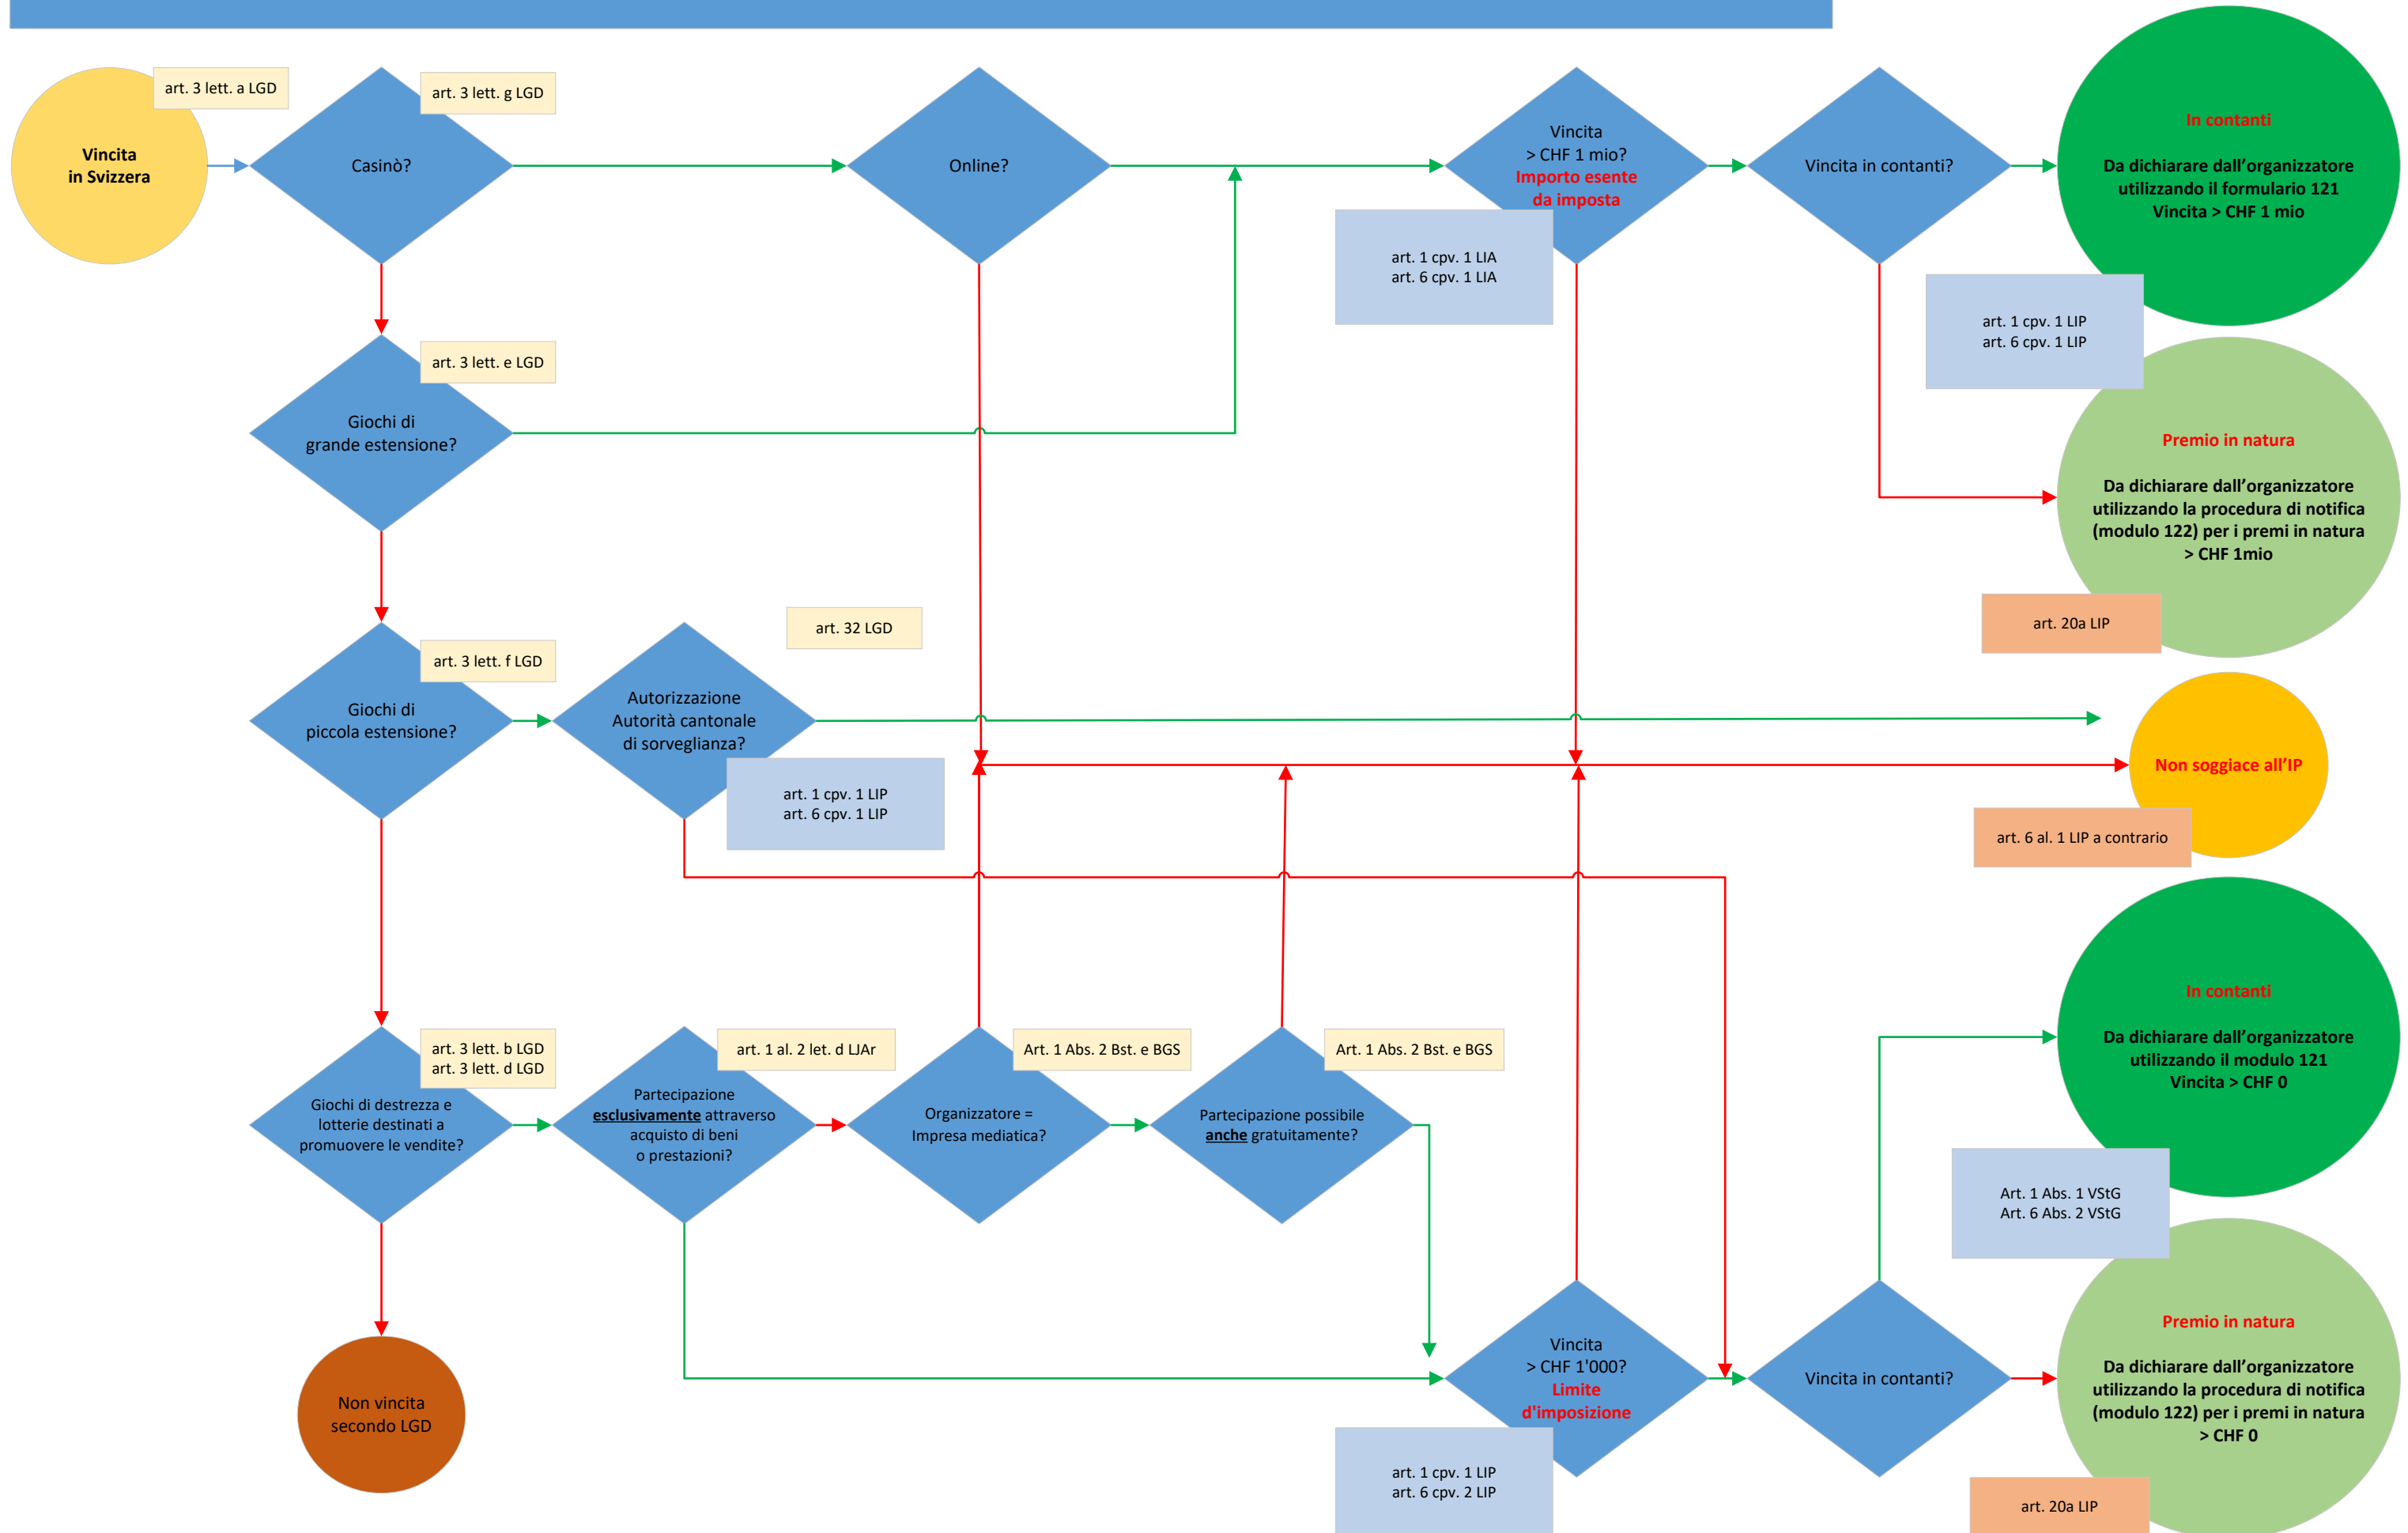 art. 3 lett. a LGD
Vincita
in Svizzera
art. 3 lett. g LGD
Casinò?
Online?
Vincita
> CHF 1 mio?
Importo esente
da imposta
art. 1 cpv. 1 LIA
art. 6 cpv. 1 LIA
Vincita in contanti?
In contanti
Da dichiarare dall’organizzatore
utilizzando il formulario 121
Vincita > CHF 1 mio
art. 1 cpv. 1 LIP
art. 6 cpv. 1 LIP
art. 3 lett. e LGD
Giochi di
grande estensione?
Premio in natura
Da dichiarare dall’organizzatore
utilizzando la procedura di notifica
(modulo 122) per i premi in natura
> CHF 1mio
art. 20a LIP
art. 3 lett. f LGD
Giochi di
piccola estensione?
art. 32 LGD
Autorizzazione
Autorità cantonale
di sorveglianza?
art. 1 cpv. 1 LIP
art. 6 cpv. 1 LIP
Non soggiace all’IP
art. 6 al. 1 LIP a contrario
art. 3 lett. b LGD
art. 3 lett. d LGD
Giochi di destrezza e
lotterie destinati a
promuovere le vendite?
art. 1 al. 2 let. d LJAr
Partecipazione
esclusivamente attraverso
acquisto di beni
o prestazioni?
Art. 1 Abs. 2 Bst. e BGS
Organizzatore =
Impresa mediatica?
Art. 1 Abs. 2 Bst. e BGS
Partecipazione possibile
anche gratuitamente?
In contanti
Da dichiarare dall’organizzatore
utilizzando il modulo 121
Vincita > CHF 0
Art. 1 Abs. 1 VStG
Art. 6 Abs. 2 VStG
Non vincita
secondo LGD
Vincita
> CHF 1'000?
Limite
d'imposizione
art. 1 cpv. 1 LIP
art. 6 cpv. 2 LIP
Vincita in contanti?
Premio in natura
Da dichiarare dall’organizzatore
utilizzando la procedura di notifica
(modulo 122) per i premi in natura
> CHF 0
art. 20a LIP